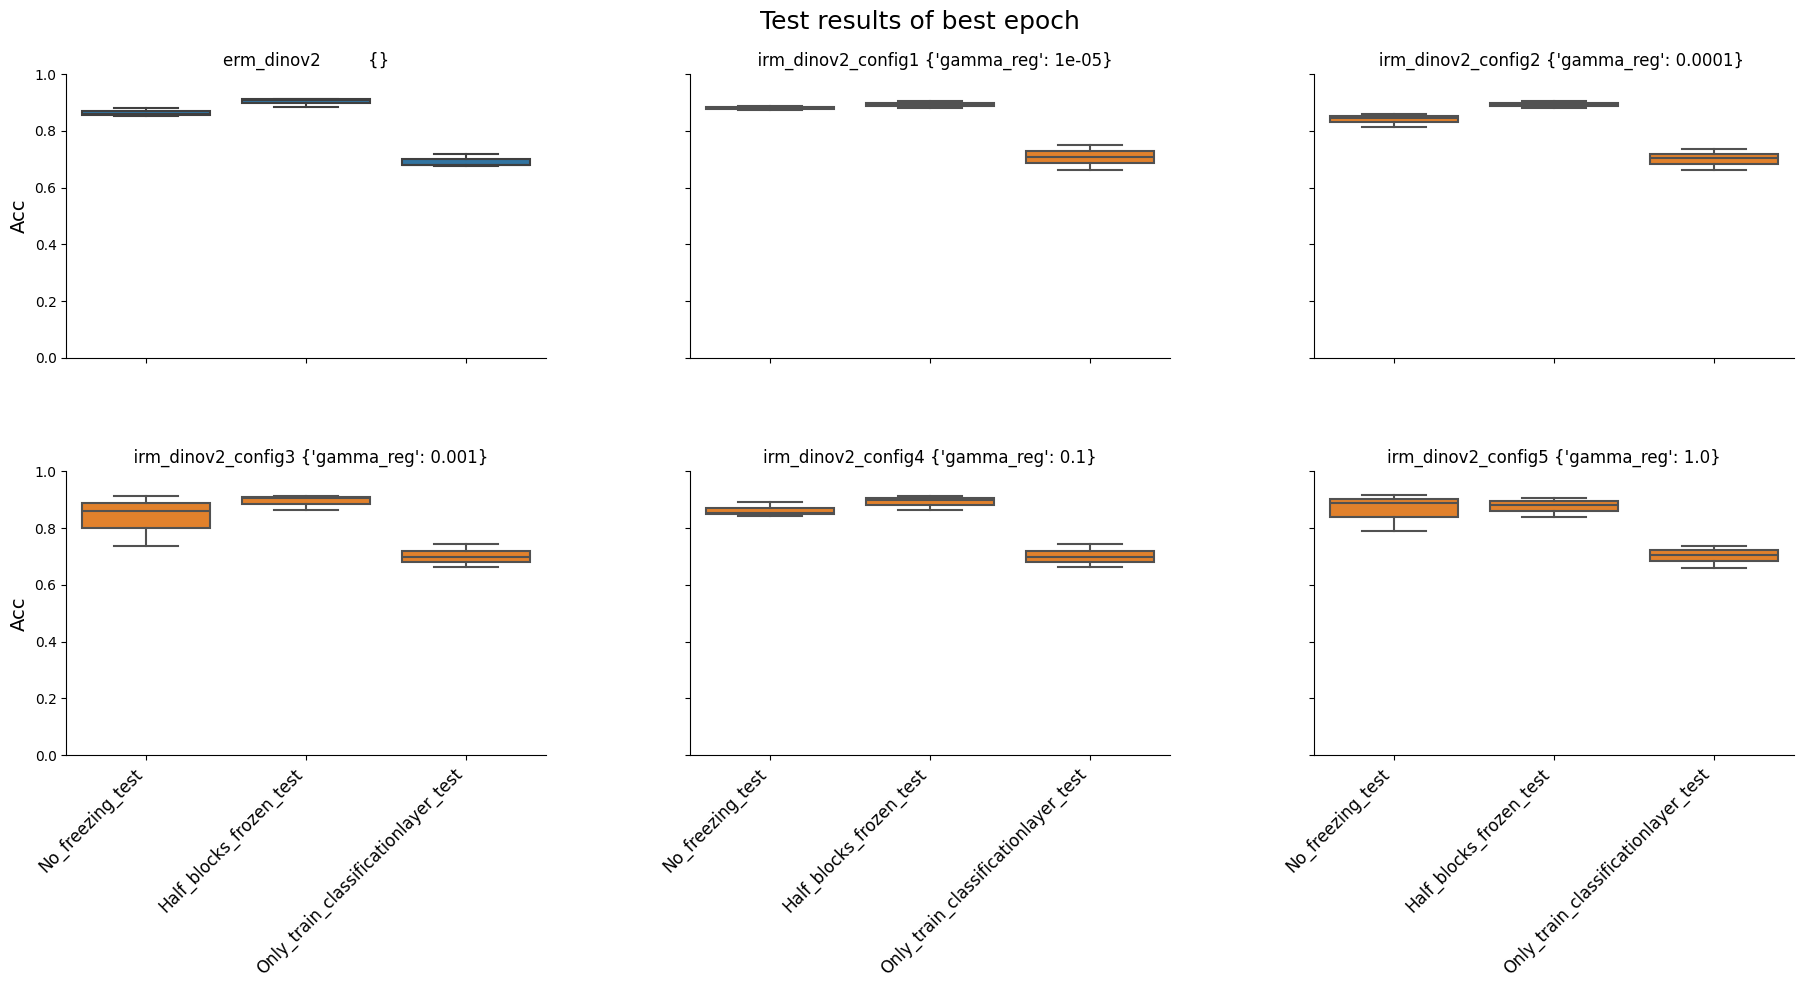 Test results of best epoch
erm_dinov2 {}
irm_dinov2_config1 {'gamma_reg': 1e-05}
irm_dinov2_config2 {'gamma_reg': 0.0001}
1.0
0.8
0.6
0.4
0.2
0.0
Acc
irm_dinov2_config3 {'gamma_reg': 0.001}
irm_dinov2_config4 {'gamma_reg': 0.1}
irm_dinov2_config5 {'gamma_reg': 1.0}
1.0
0.8
0.6
0.4
0.2
0.0
Acc
No_freezing_test
Half_blocks_frozen_test
Only_train_classificationlayer_test
No_freezing_test
Half_blocks_frozen_test
Only_train_classificationlayer_test
No_freezing_test
Half_blocks_frozen_test
Only_train_classificationlayer_test